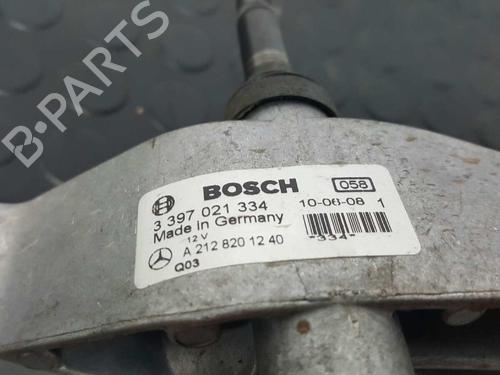 B-PARTS
BOSCH 058
3 397 021 334 10-06-08 1
Made in Germany
12 V -334-
A 212 820 12 40
Q03